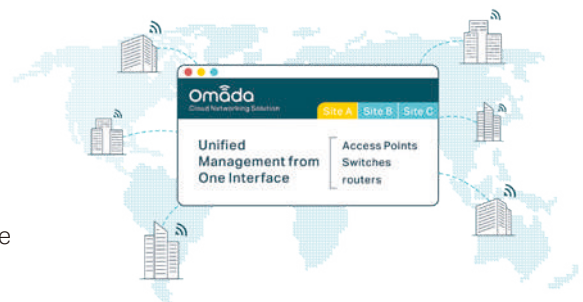 Omada
Cloud Networking Solution
Site A Site B Site C
Unified
Management from
One Interface
Access Points
Switches
routers
e